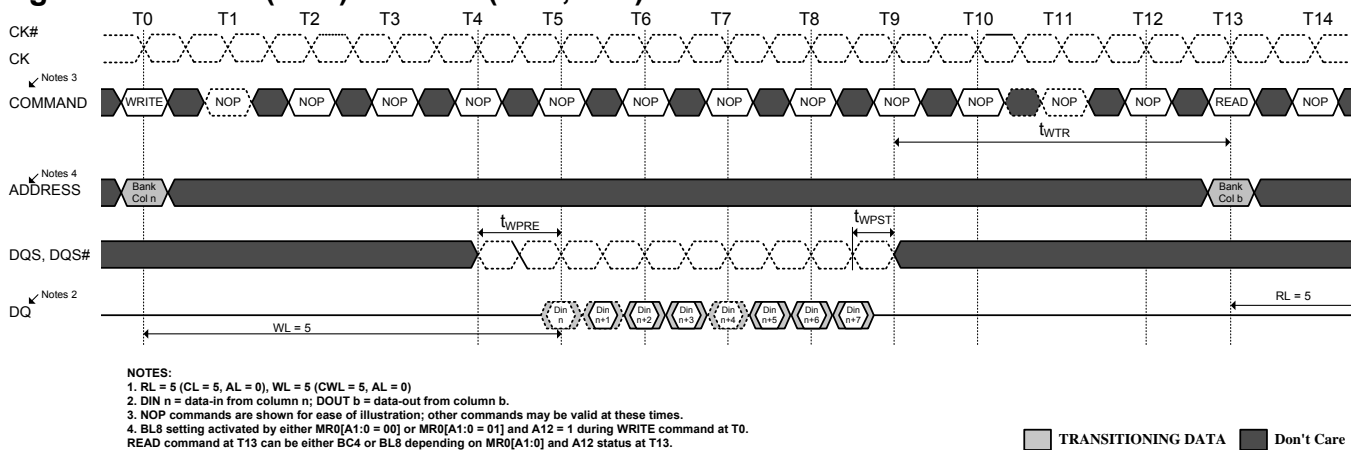 T0 T1 T2 T3 T4 T5 T6 T7 T8 T9 T10 T11 T12 T13 T14
CK#
CK
Notes 3
COMMAND WRITE NOP NOP NOP NOP NOP NOP NOP NOP NOP NOP NOP NOP READ NOP
tWTR
Notes 4
ADDRESS
Bank Col n
Bank Col b
tWPRE
tWPST
DQS, DQS#
Notes 2
DQ
Din n
Din n+1
Din n+2
Din n+3
Din n+4
Din n+5
Din n+6
Din n+7
RL = 5
WL = 5
NOTES:
1. RL = 5 (CL = 5, AL = 0), WL = 5 (CWL = 5, AL = 0)
2. DIN n = data-in from column n; DOUT b = data-out from column b.
3. NOP commands are shown for ease of illustration; other commands may be valid at these times.
4. BL8 setting activated by either MR0[A1:0 = 00] or MR0[A1:0 = 01] and A12 = 1 during WRITE command at T0.
READ command at T13 can be either BC4 or BL8 depending on MR0[A1:0] and A12 status at T13.
TRANSITIONING DATA Don't Care